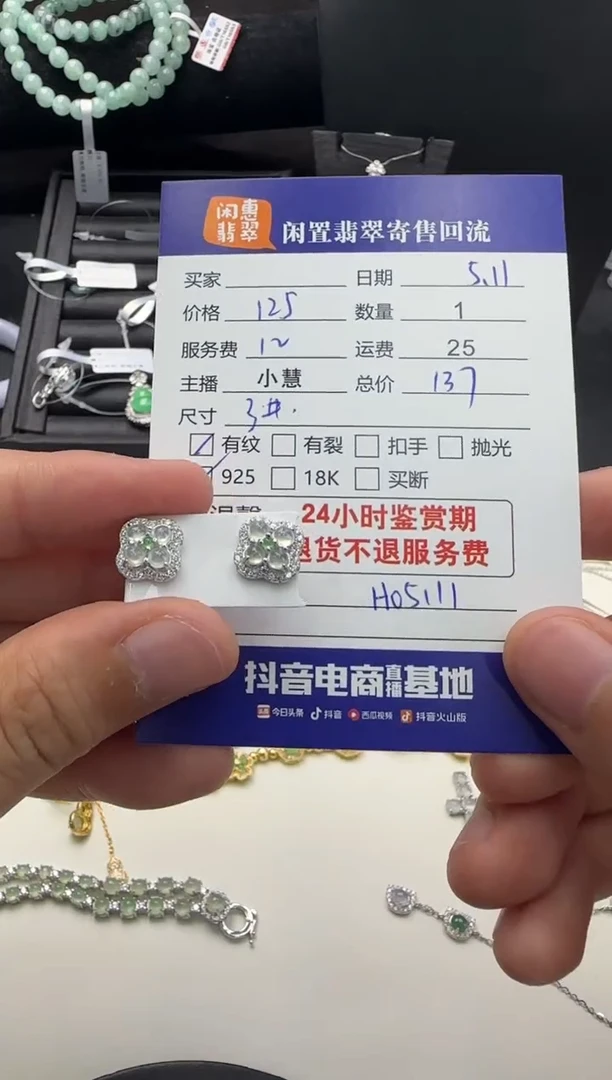 闲惠
翡翠
闲置翡翠寄售回流
买家 日期 5.11
价格 125 数量 1
服务费 12 运费 25
主播 小慧 总价 137
尺寸 3#.
有纹 有裂 扣手 抛光
925 18K 买断
24小时鉴赏期
退货不退服务费
H05111
抖音电商直播基地
今日头条 抖音 西瓜视频 抖音火山版